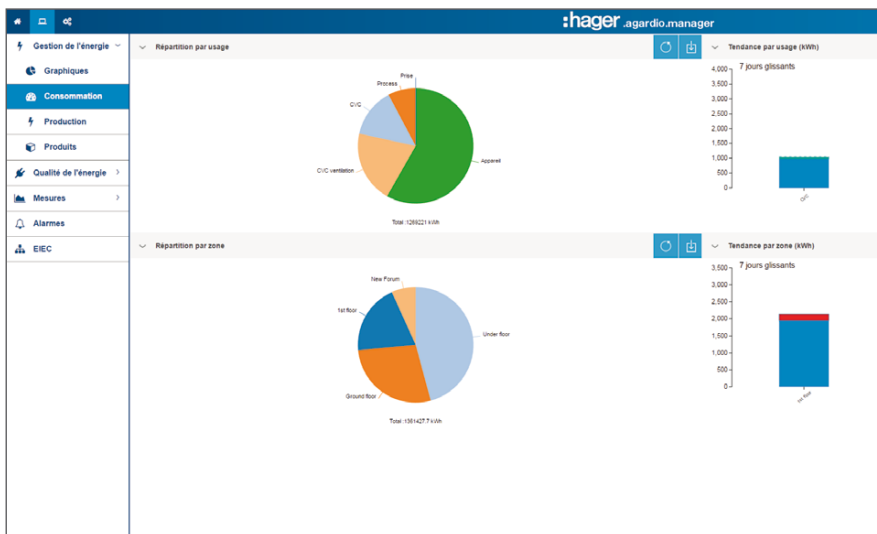 :hager .agardio.manager
Gestion de l'énergie
Graphiques
Consommation
Production
Produits
Qualité de l'énergie
Mesures
Alarmes
EIEC
Répartition par usage
Prise
Process
CVC
CVC ventilation
Appareil
Total :1269221 kWh
Tendance par usage (kWh)
7 jours glissants
4,000
3,500
3,000
2,500
2,000
1,500
1,000
500
0
CVC
Répartition par zone
New Forum
1st floor
Under floor
Ground floor
Total :1361427.7 kWh
Tendance par zone (kWh)
7 jours glissants
3,500
3,000
2,500
2,000
1,500
1,000
500
0
1st floor